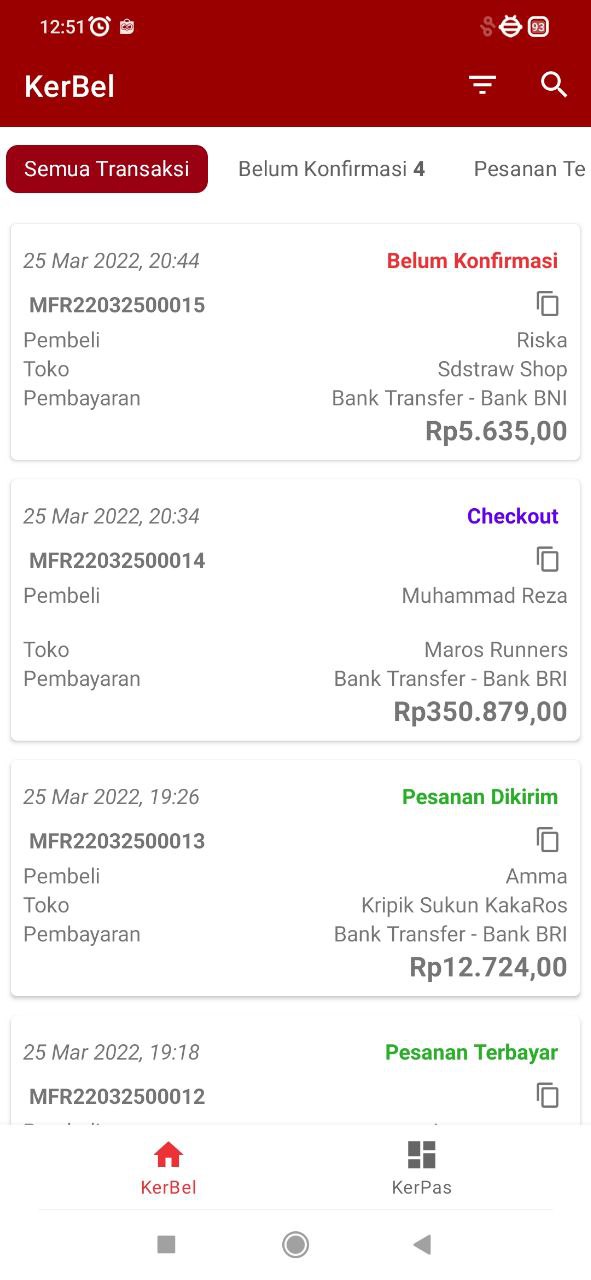 12:51
93
KerBel
Semua Transaksi Belum Konfirmasi 4 Pesanan Te
25 Mar 2022, 20:44 Belum Konfirmasi
MFR22032500015
Pembeli Riska
Toko Sdstraw Shop
Pembayaran Bank Transfer - Bank BNI
Rp5.635,00
25 Mar 2022, 20:34 Checkout
MFR22032500014
Pembeli Muhammad Reza
Toko Maros Runners
Pembayaran Bank Transfer - Bank BRI
Rp350.879,00
25 Mar 2022, 19:26 Pesanan Dikirim
MFR22032500013
Pembeli Amma
Toko Kripik Sukun KakaRos
Pembayaran Bank Transfer - Bank BRI
Rp12.724,00
25 Mar 2022, 19:18 Pesanan Terbayar
MFR22032500012
KerBel KerPas